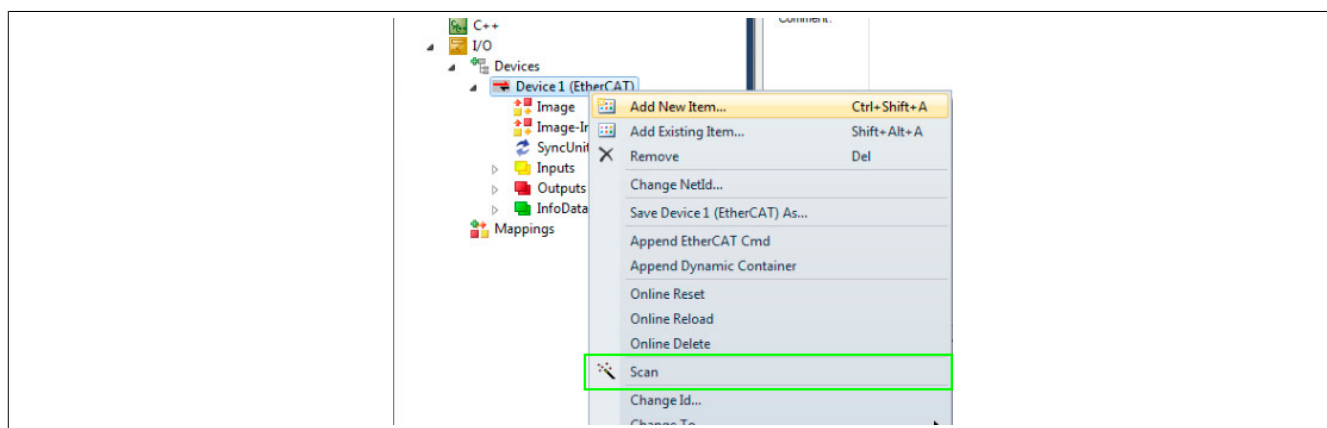 C++
Comment:
I/O
Devices
Device 1 (EtherCAT)
Image
Add New Item... Ctrl+Shift+A
Image-Ir
Add Existing Item... Shift+Alt+A
SyncUnit
Remove Del
Inputs
Change NetId...
Outputs
InfoData
Save Device 1 (EtherCAT) As...
Mappings
Append EtherCAT Cmd
Append Dynamic Container
Online Reset
Online Reload
Online Delete
Scan
Change Id...
Change To